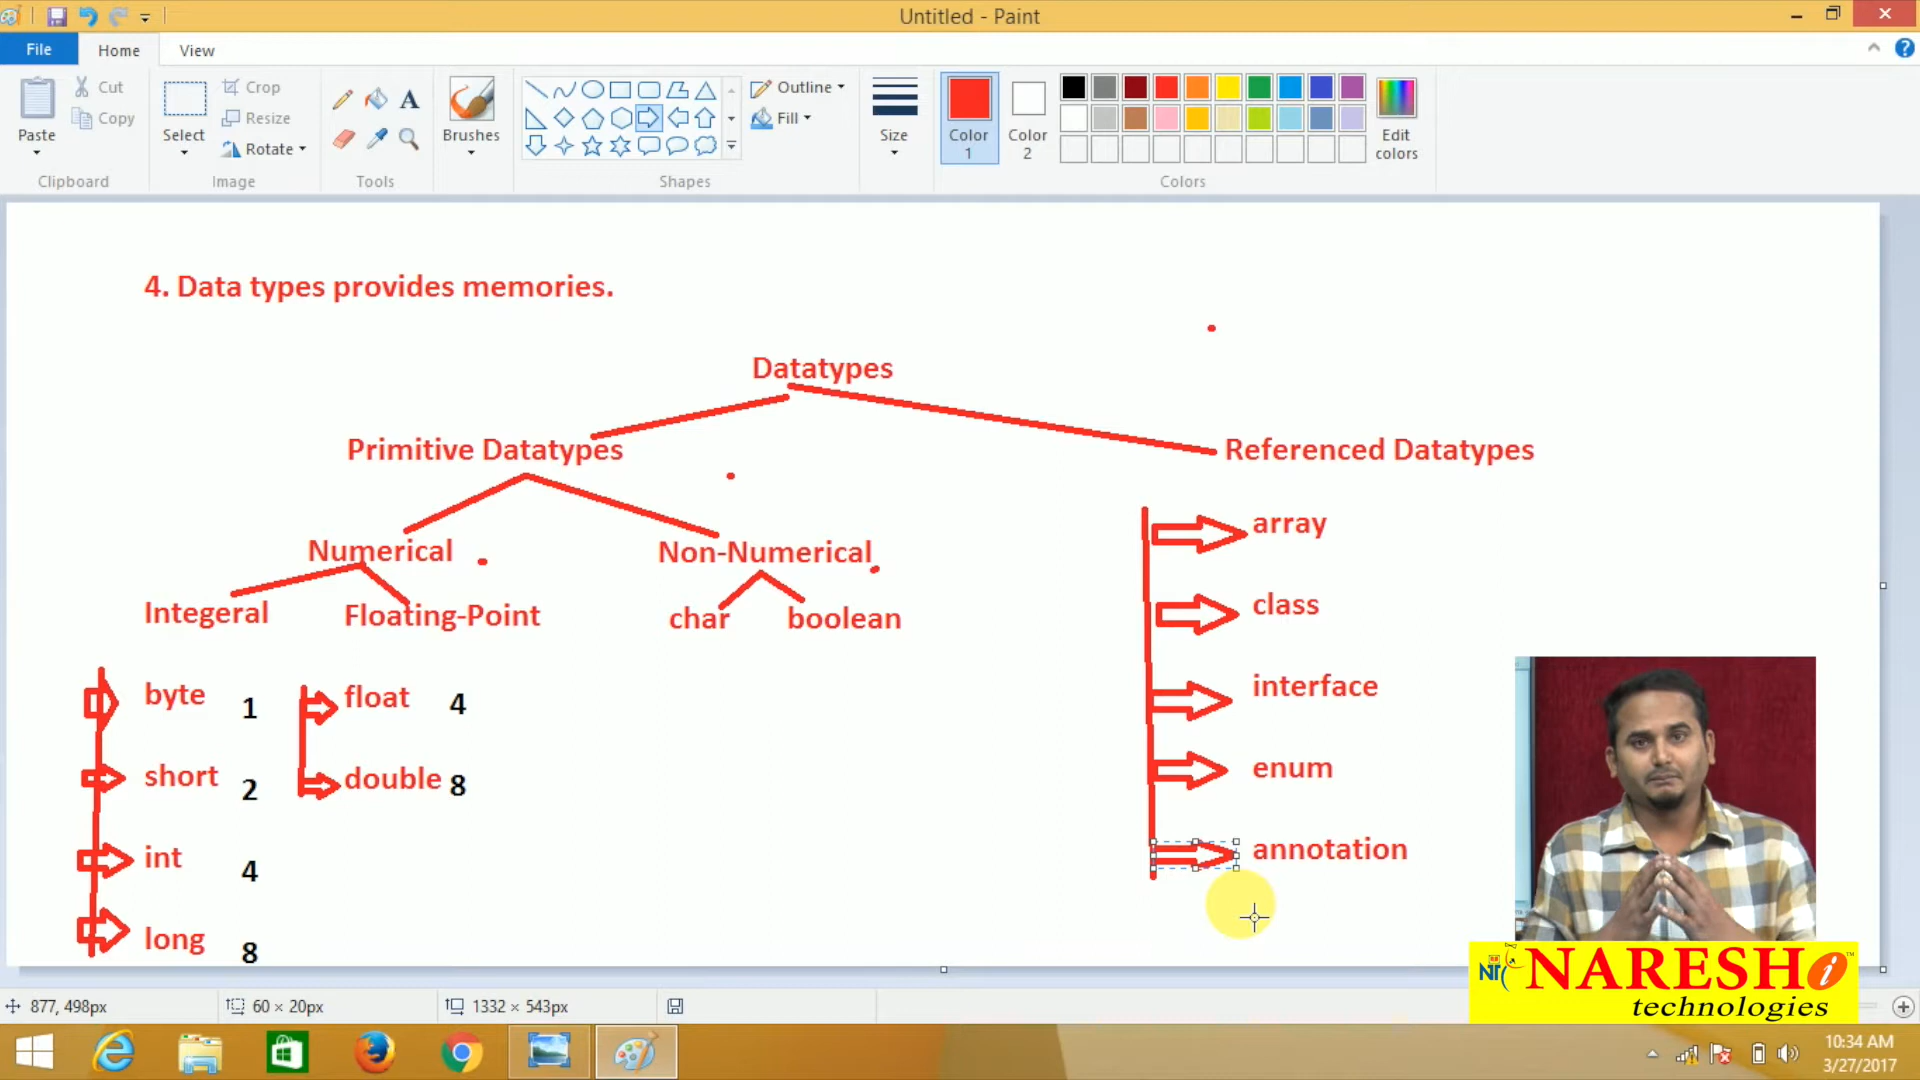 Untitled - Paint
File
Home
View
Paste
Cut
Copy
Clipboard
Select
Crop
Resize
Rotate
Image
A
Tools
Brushes
Shapes
Outline
Fill
Size
Color 1
Color 2
Edit colors
Colors
4. Data types provides memories.
Datatypes
Primitive Datatypes
Referenced Datatypes
Numerical
Non-Numerical
Integeral
Floating-Point
char
boolean
byte 1
short 2
int 4
long 8
float 4
double 8
array
class
interface
enum
annotation
NARESH i
technologies
877, 498px
60 × 20px
1332 × 543px
10:34 AM
3/27/2017